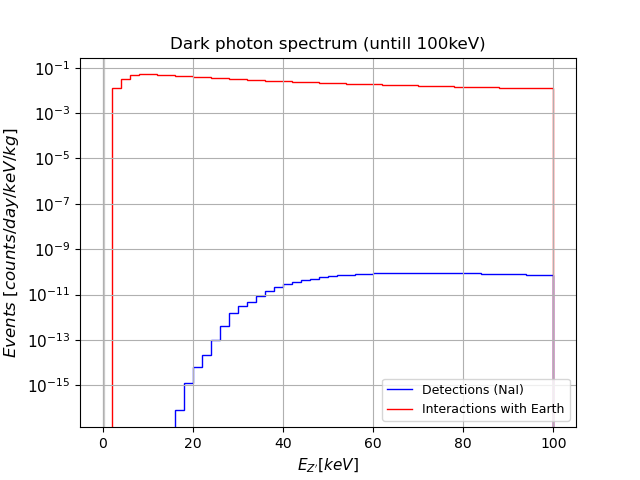 Dark photon spectrum (untill 100keV)
10⁻¹
10⁻³
10⁻⁵
10⁻⁷
10⁻⁹
10⁻¹¹
10⁻¹³
10⁻¹⁵
Events [counts/day/keV/kg]
Detections (NaI)
Interactions with Earth
0 20 40 60 80 100
E_Z' [keV]